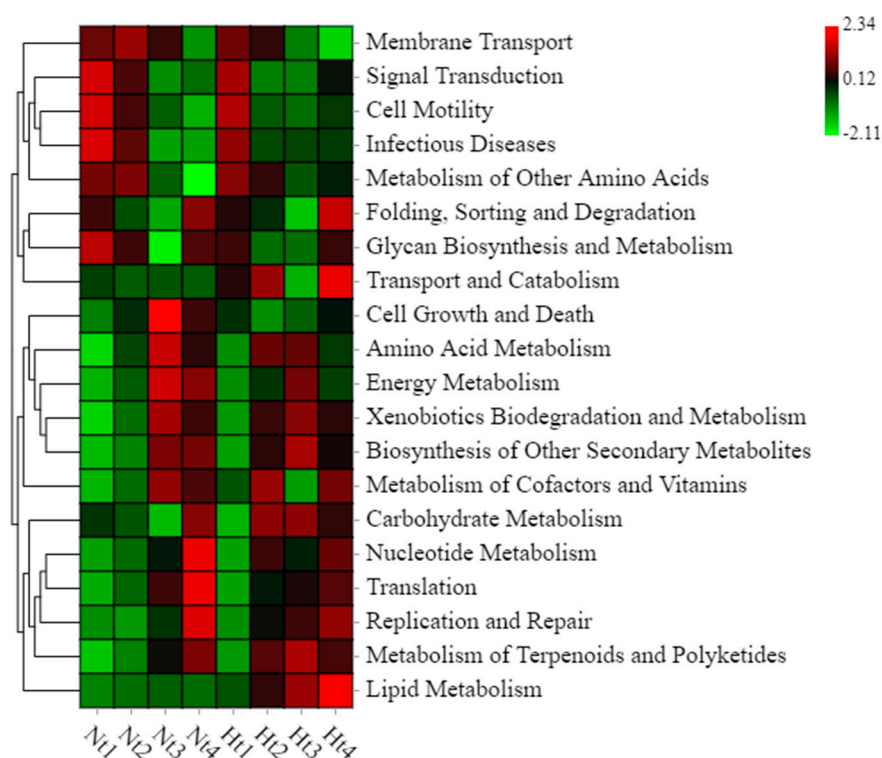 2.34
0.12
-2.11
Membrane Transport
Signal Transduction
Cell Motility
Infectious Diseases
Metabolism of Other Amino Acids
Folding, Sorting and Degradation
Glycan Biosynthesis and Metabolism
Transport and Catabolism
Cell Growth and Death
Amino Acid Metabolism
Energy Metabolism
Xenobiotics Biodegradation and Metabolism
Biosynthesis of Other Secondary Metabolites
Metabolism of Cofactors and Vitamins
Carbohydrate Metabolism
Nucleotide Metabolism
Translation
Replication and Repair
Metabolism of Terpenoids and Polyketides
Lipid Metabolism
Nt1 Nt2 Nt3 Nt4 Ht1 Ht2 Ht3 Ht4